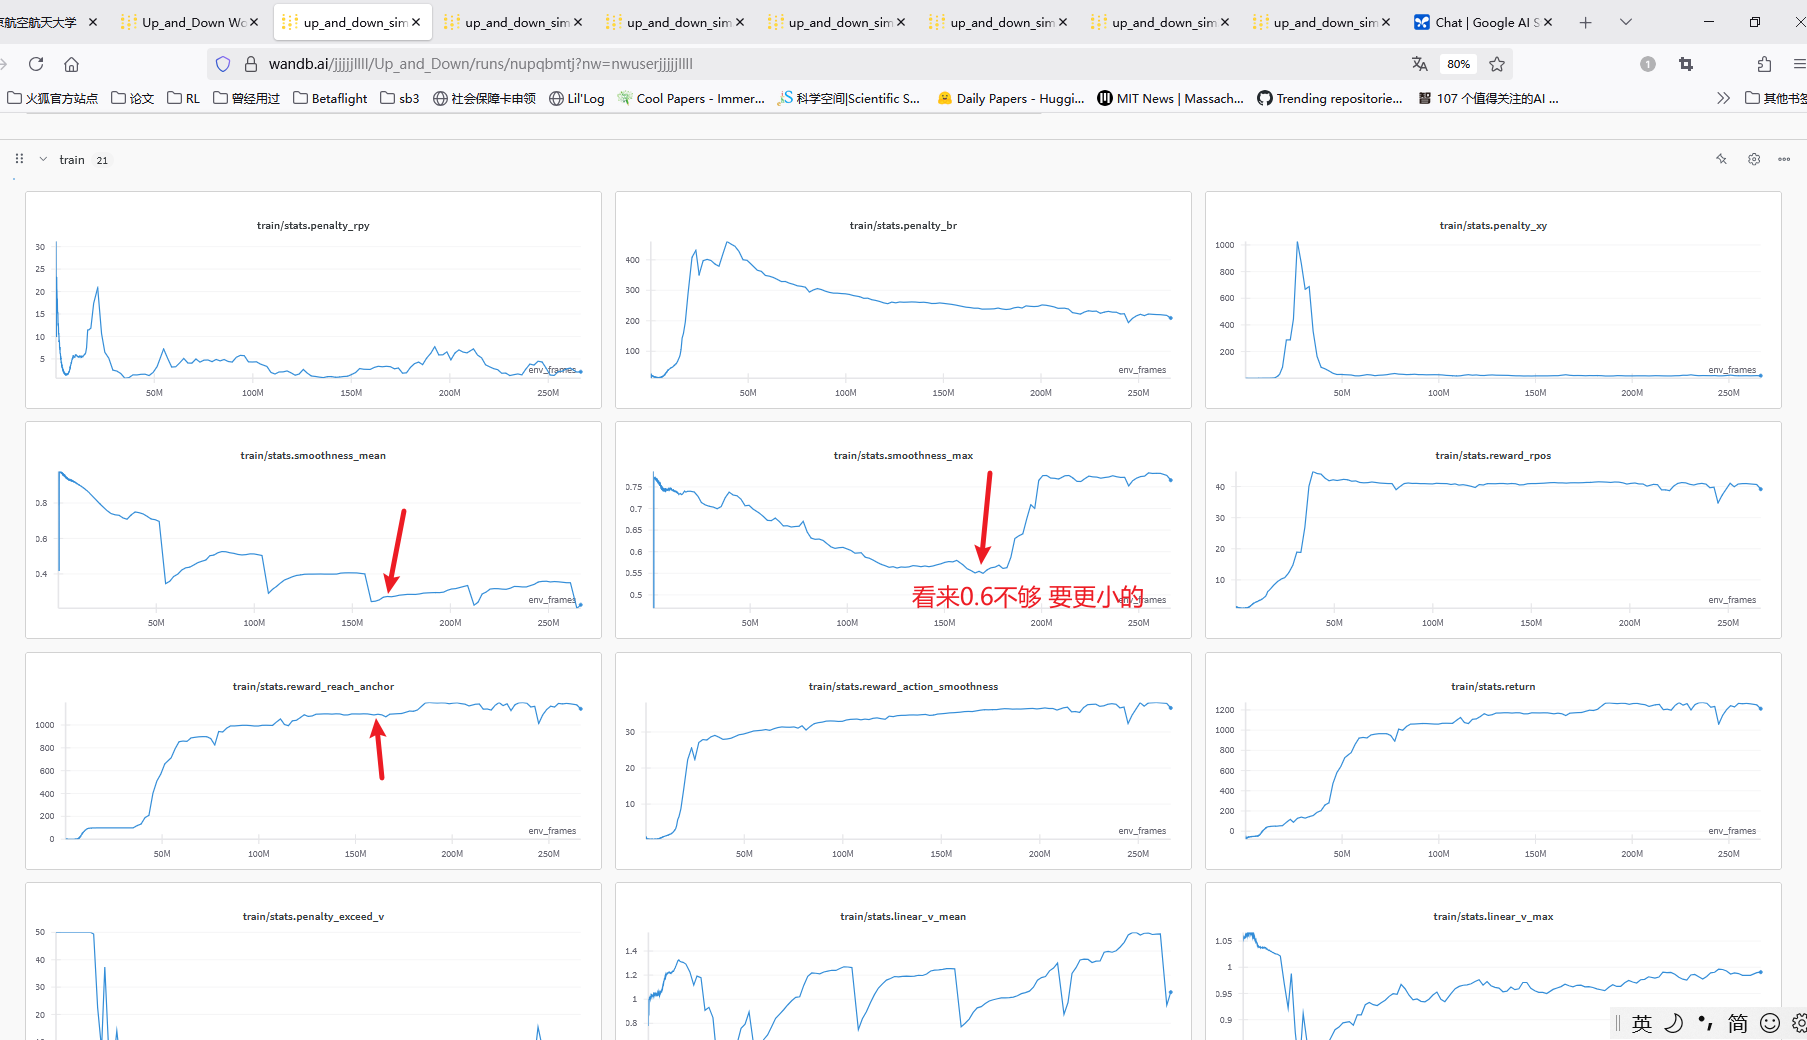 京航空航天大学
Up_and_Down Wo
up_and_down_sim
up_and_down_sim
up_and_down_sim
up_and_down_sim
up_and_down_sim
up_and_down_sim
up_and_down_sim
Chat | Google AI S
wandb.ai/jjjjjllll/Up_and_Down/runs/nupqbmtj?nw=nwuserjjjjjllll
80%
1
火狐官方站点
论文
RL
曾经用过
Betaflight
sb3
社会保障卡申领
Lil'Log
Cool Papers - Immer...
科学空间|Scientific S...
Daily Papers - Huggi...
MIT News | Massach...
Trending repositorie...
107 个值得关注的AI ...
其他书签
train 21
train/stats.penalty_rpy
30
25
20
15
10
5
env_frames
50M 100M 150M 200M 250M
train/stats.penalty_br
400
300
200
100
env_frames
50M 100M 150M 200M 250M
train/stats.penalty_xy
1000
800
600
400
200
env_frames
50M 100M 150M 200M 250M
train/stats.smoothness_mean
0.8
0.6
0.4
env_frames
50M 100M 150M 200M 250M
train/stats.smoothness_max
0.75
0.7
0.65
0.6
0.55
0.5
看来0.6不够 要更小的
env_frames
50M 100M 150M 200M 250M
train/stats.reward_rpos
40
30
20
10
env_frames
50M 100M 150M 200M 250M
train/stats.reward_reach_anchor
1000
800
600
400
200
0
env_frames
50M 100M 150M 200M 250M
train/stats.reward_action_smoothness
30
20
10
env_frames
50M 100M 150M 200M 250M
train/stats.return
1200
1000
800
600
400
200
0
env_frames
50M 100M 150M 200M 250M
train/stats.penalty_exceed_v
50
40
30
20
train/stats.linear_v_mean
1.4
1.2
1
0.8
train/stats.linear_v_max
1.05
1
0.95
0.9
英
简